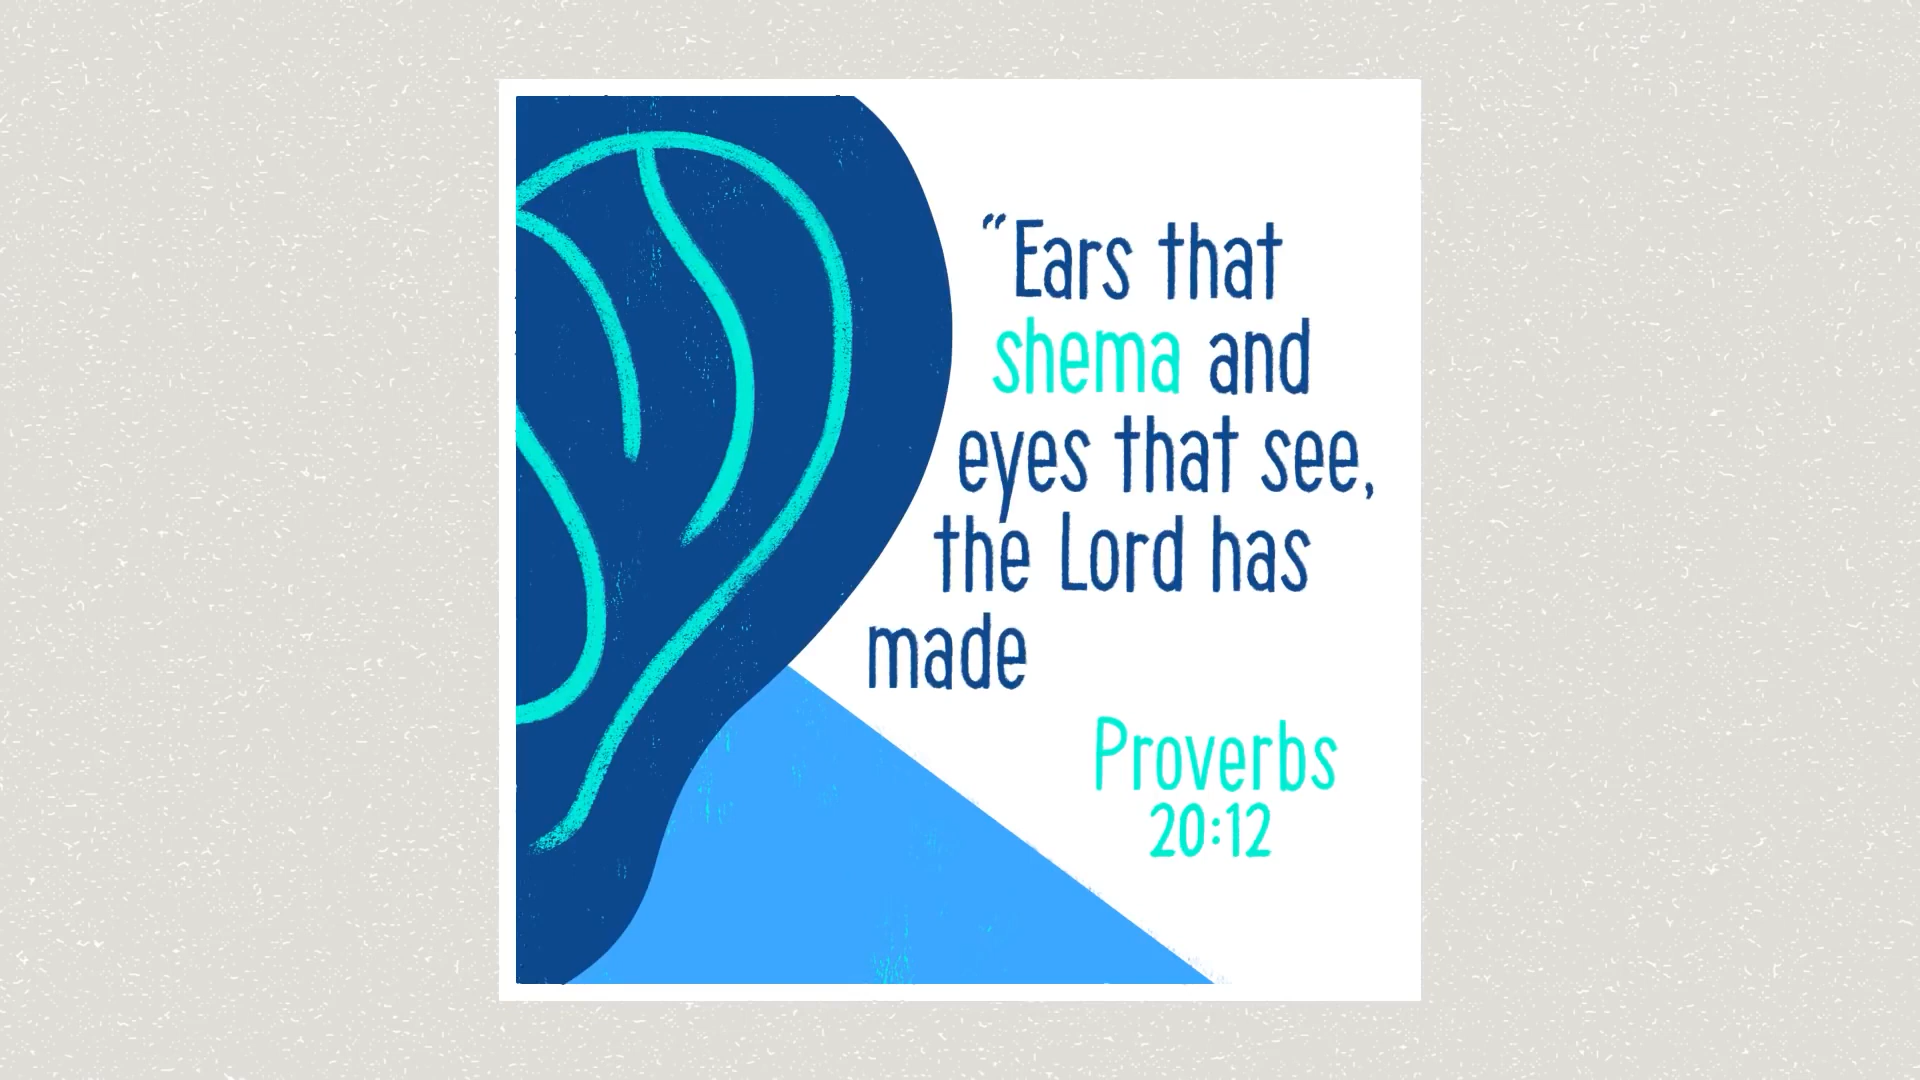 “Ears that
shema and
eyes that see,
the Lord has
made
Proverbs
20:12